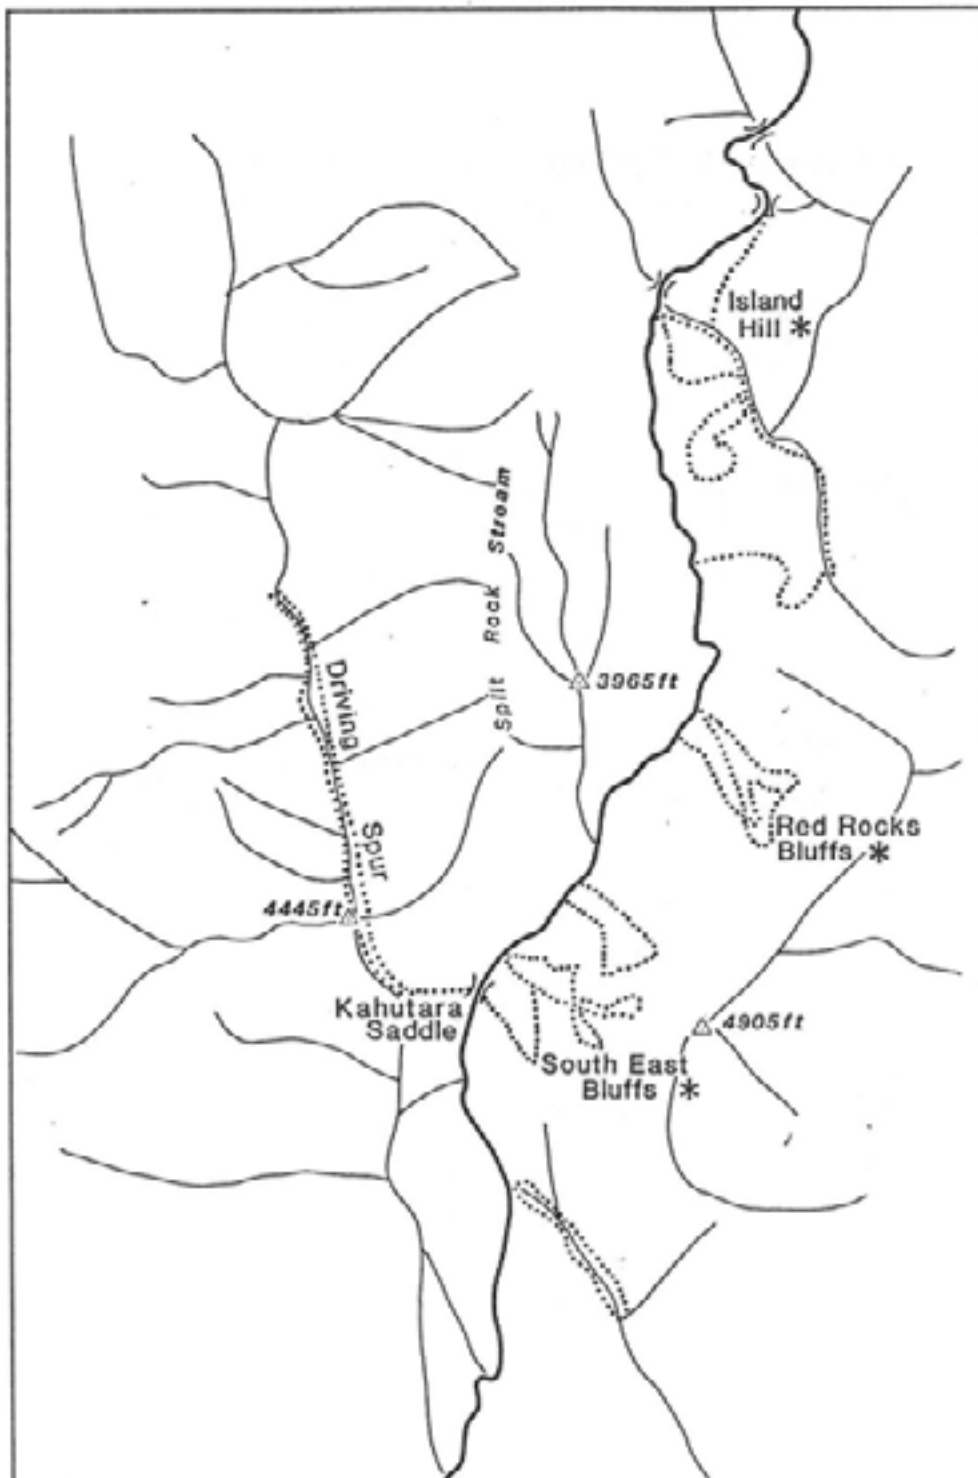 Island
Hill *
Split Rock Stream
3965ft
Driving Spur
Red Rocks
Bluffs *
4445ft
Kahutara
Saddle
4905ft
South East
Bluffs *